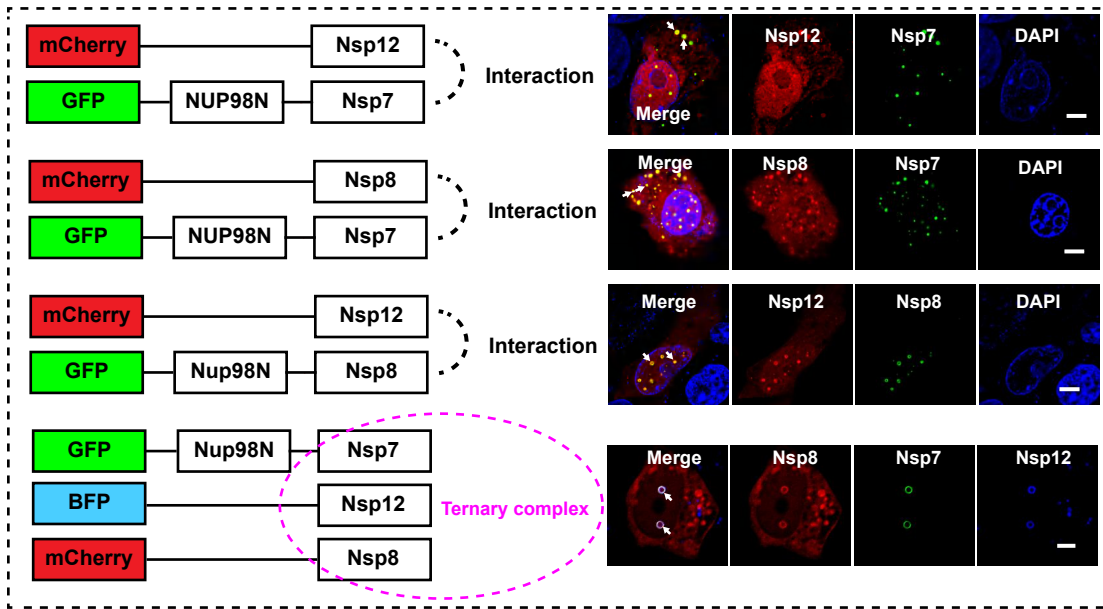 mCherry Nsp12
Interaction
GFP NUP98N Nsp7
Merge Nsp12 Nsp7 DAPI
mCherry Nsp8
Interaction
GFP NUP98N Nsp7
Merge Nsp8 Nsp7 DAPI
mCherry Nsp12
Interaction
GFP Nup98N Nsp8
Merge Nsp12 Nsp8 DAPI
GFP Nup98N Nsp7
BFP Nsp12 Ternary complex
mCherry Nsp8
Merge Nsp8 Nsp7 Nsp12